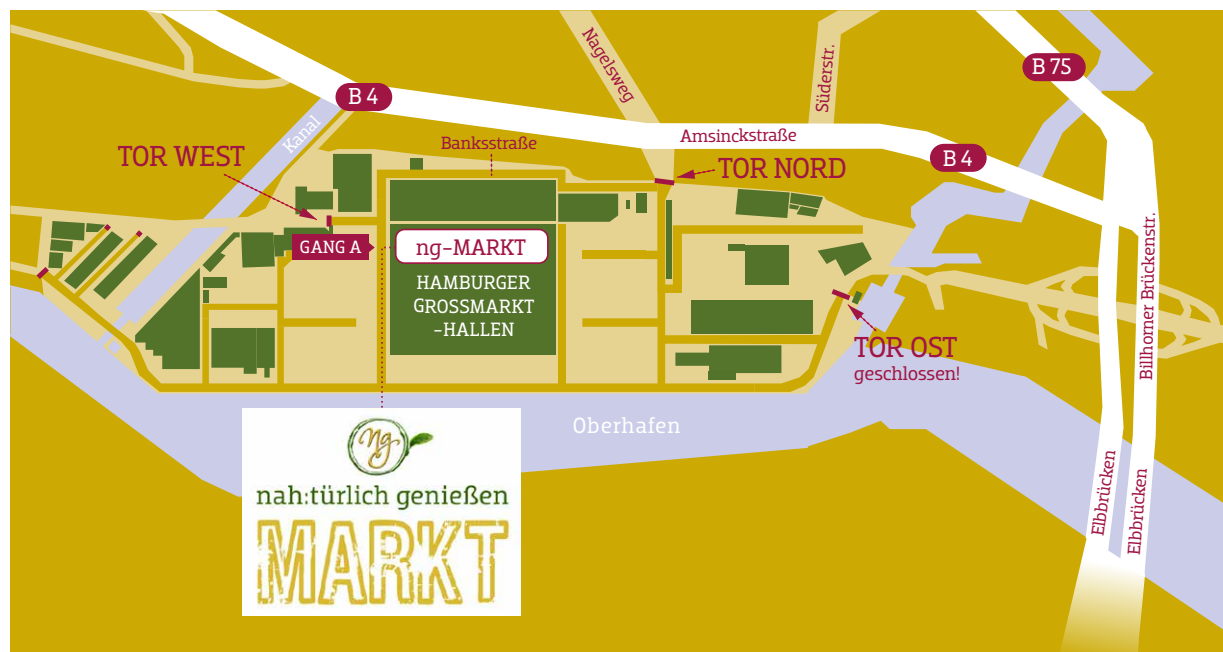 Nagelsweg
Süderstr.
B 75
B 4
Kanal
Amsinckstraße
Banksstraße
TOR WEST
TOR NORD
B 4
GANG A
ng-MARKT
HAMBURGER
GROSSMARKT
-HALLEN
Billhorner Brückenstr.
TOR OST
geschlossen!
Oberhafen
ng
nah:türlich genießen
MARKT
Elbbrücken
Elbbrücken